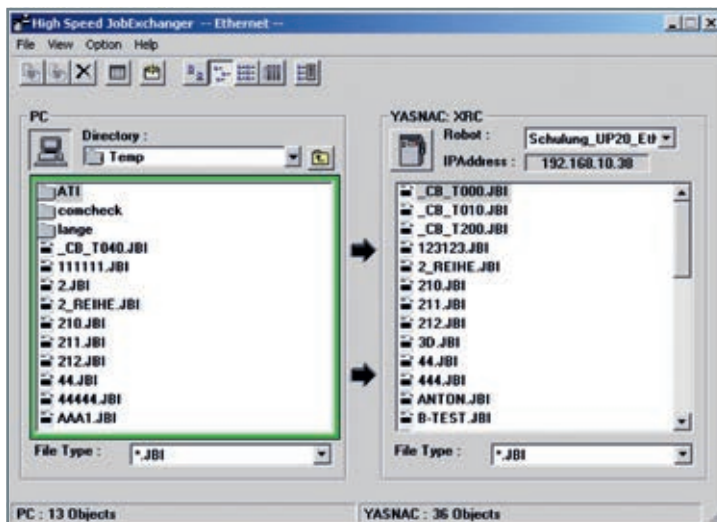 High Speed JobExchanger -- Ethernet --
File View Option Help
PC
Directory :
Temp
ATI
comcheck
lange
_CB_T040.JBI
111111.JBI
2.JBI
2_REIHE.JBI
210.JBI
211.JBI
212.JBI
44.JBI
44444.JBI
AAA1.JBI
File Type : *.JBI
PC : 13 Objects
YASNAC: XRC
Robot : Schulung_UP20_Eth
IPAddress : 192.168.10.38
_CB_T000.JBI
_CB_T010.JBI
_CB_T200.JBI
123123.JBI
2_REIHE.JBI
210.JBI
211.JBI
212.JBI
3D.JBI
44.JBI
444.JBI
ANTON.JBI
B-TEST.JBI
File Type : *.JBI
YASNAC : 36 Objects